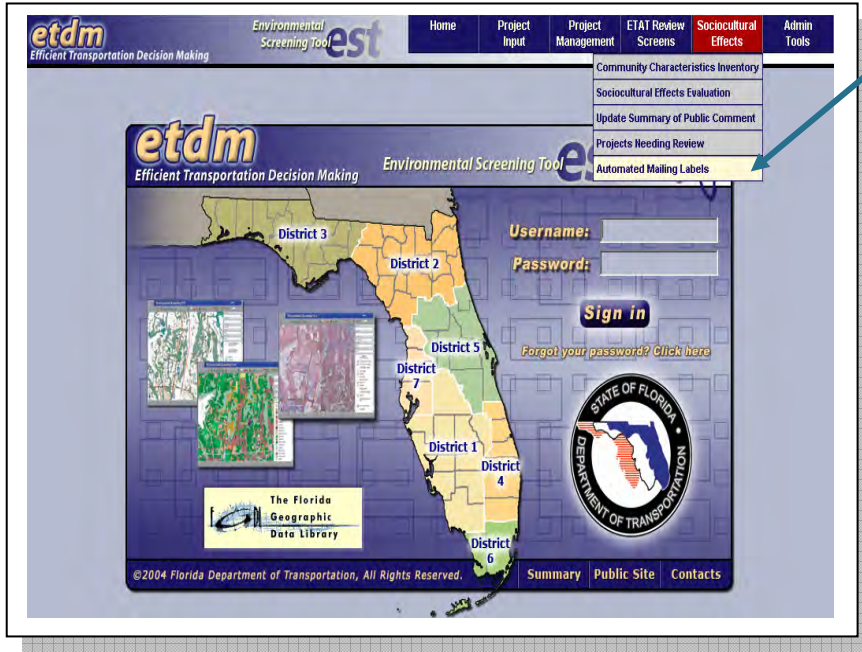 etdm
Efficient Transportation Decision Making
Environmental
Screening Tool est
Home
Project
Input
Project
Management
ETAT Review
Screens
Sociocultural
Effects
Admin
Tools
Community Characteristics Inventory
Sociocultural Effects Evaluation
Update Summary of Public Comment
Projects Needing Review
Automated Mailing Labels
etdm
Efficient Transportation Decision Making
Environmental Screening Tool
District 3
District 2
District 5
District
7
District 1
District
4
District
6
Username:
Password:
Sign in
Forgot your password? Click here
STATE OF FLORIDA
DEPARTMENT OF TRANSPORTATION
The Florida
Geographic
Data Library
©2004 Florida Department of Transportation, All Rights Reserved.
Summary
Public Site
Contacts